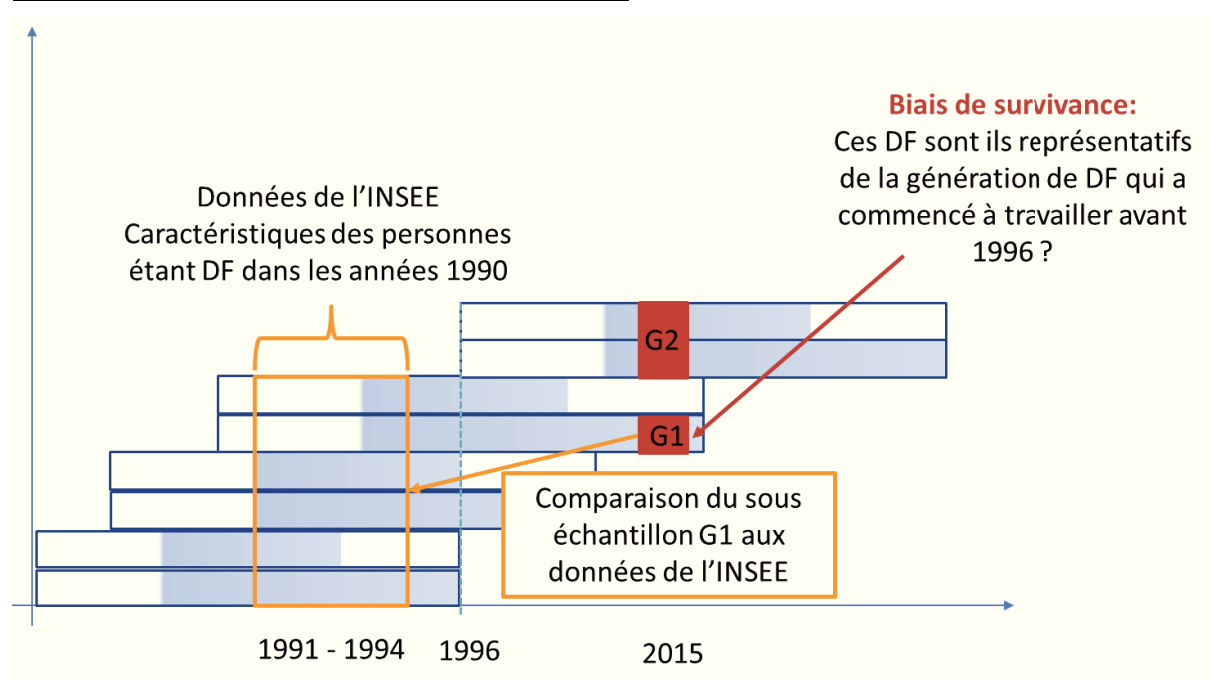 Biais de survivance:
Ces DF sont ils représentatifs
de la génération de DF qui a
commencé à travailler avant
1996 ?
Données de l'INSEE
Caractéristiques des personnes
étant DF dans les années 1990
G2
G1
Comparaison du sous
échantillon G1 aux
données de l'INSEE
1991 - 1994
1996
2015